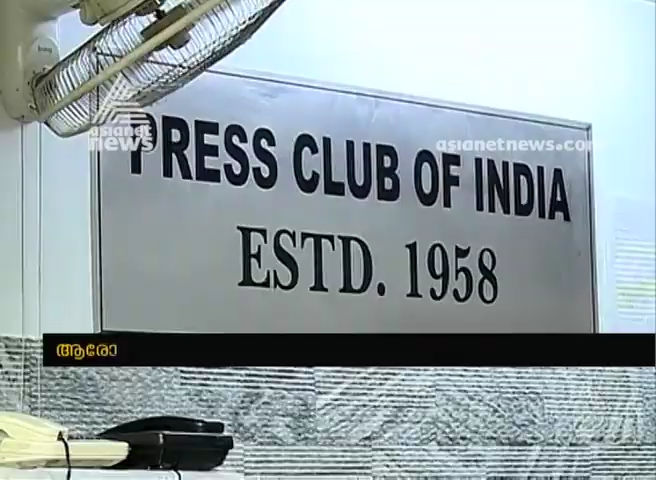 asianet
news
asianetnews.com
PRESS CLUB OF INDIA
ESTD. 1958
ആരോ